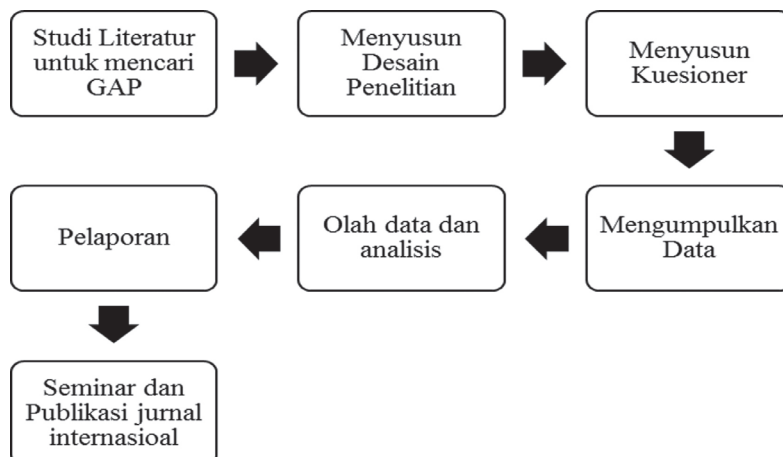 Studi Literatur
untuk mencari
GAP
Menyusun
Desain
Penelitian
Menyusun
Kuesioner
Mengumpulkan
Data
Olah data dan
analisis
Pelaporan
Seminar dan
Publikasi jurnal
internasioal